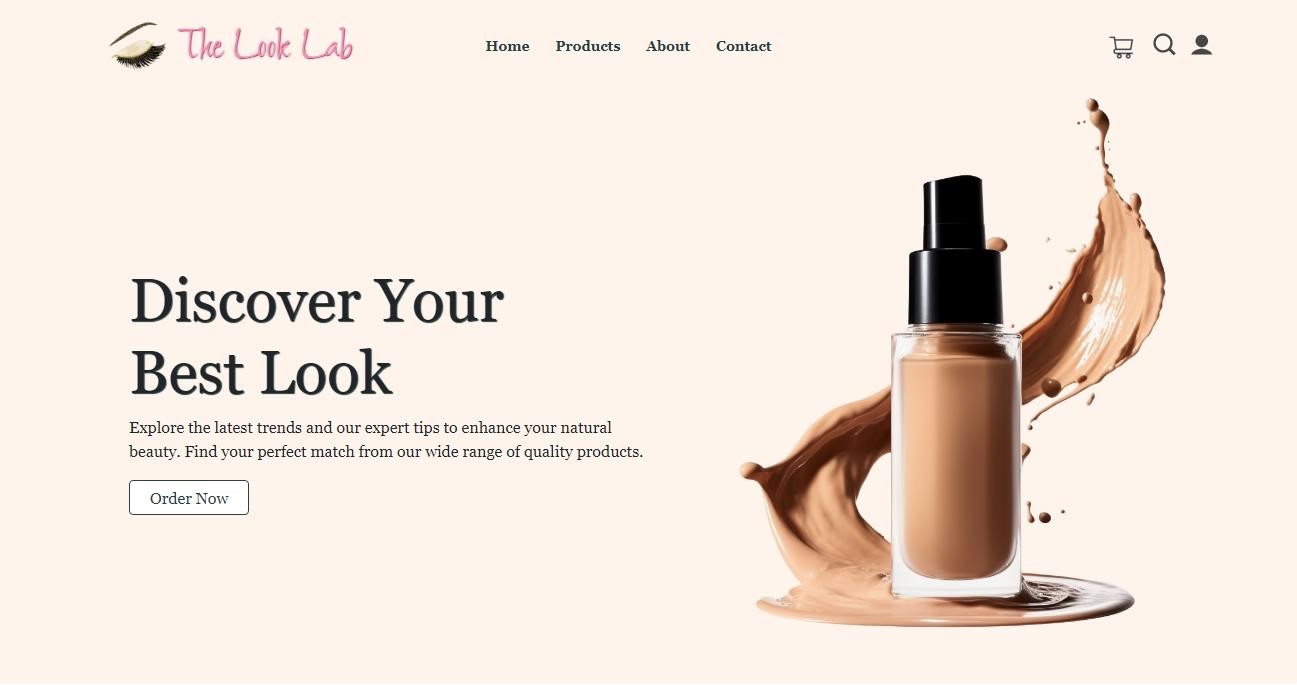 The Look Lab
Home Products About Contact
Discover Your
Best Look
Explore the latest trends and our expert tips to enhance your natural
beauty. Find your perfect match from our wide range of quality products.
Order Now